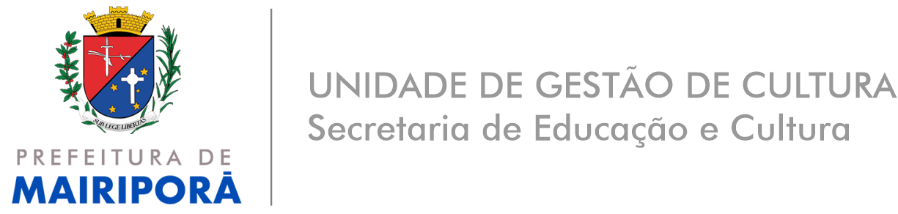 SUB LEGE LIBERTAS
PREFEITURA DE
MAIRIPORÃ
UNIDADE DE GESTÃO DE CULTURA
Secretaria de Educação e Cultura